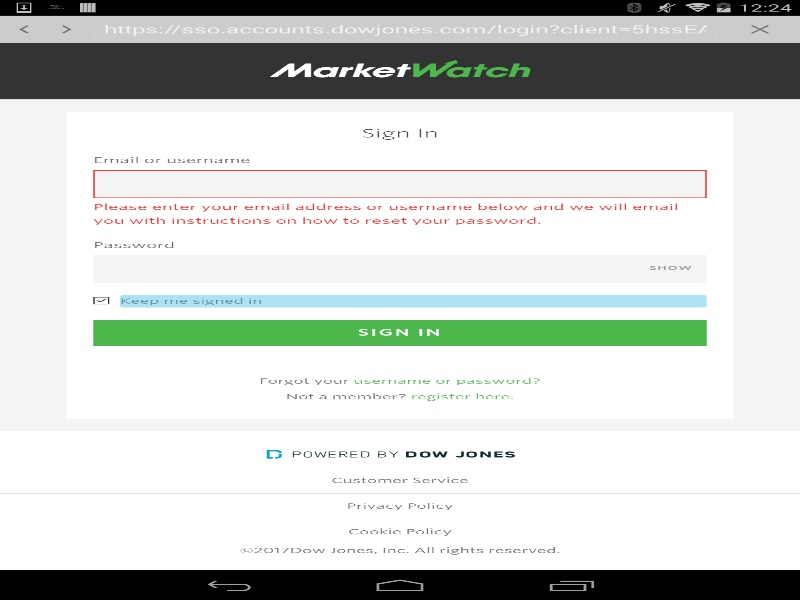 12:24
https://sso.accounts.dowjones.com/login?client=5hssEA
MarketWatch
Sign In
Email or username
Please enter your email address or username below and we will email
you with instructions on how to reset your password.
Password
SHOW
Keep me signed in
SIGN IN
Forgot your username or password?
Not a member? register here.
POWERED BY DOW JONES
Customer Service
Privacy Policy
Cookie Policy
©2017Dow Jones, Inc. All rights reserved.